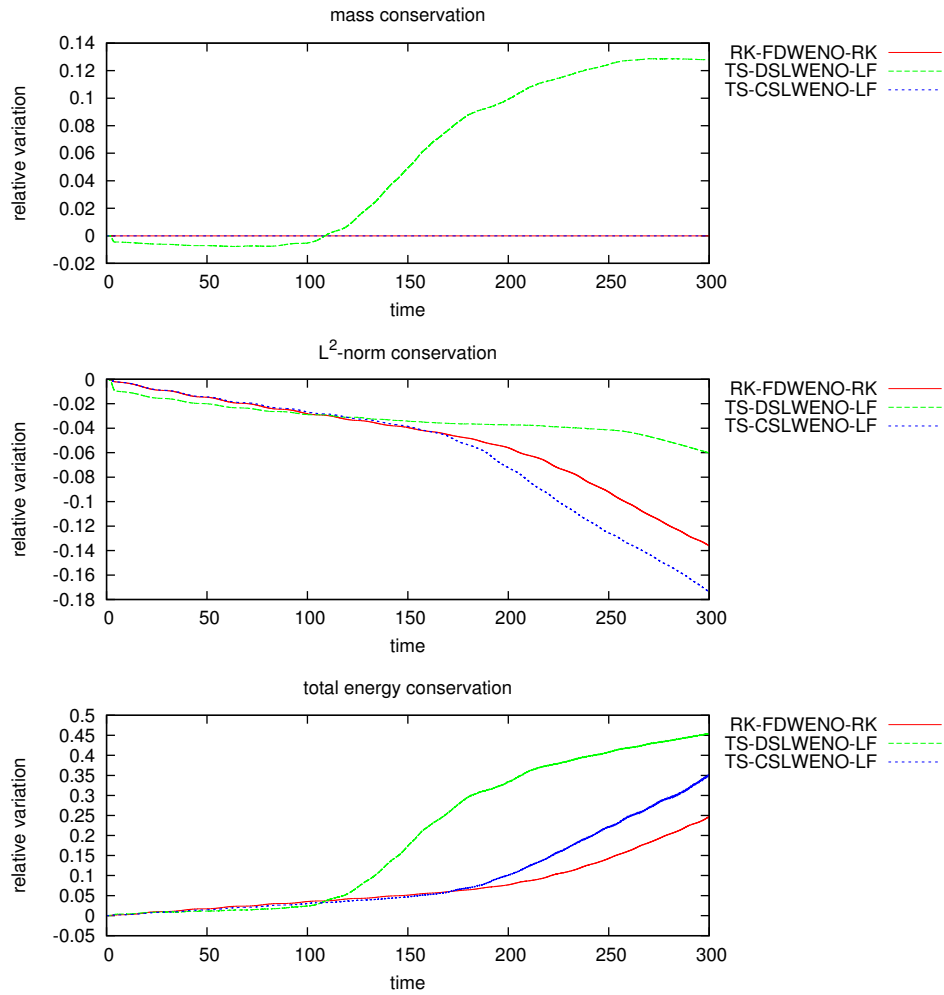 mass conservation
relative variation
0.14
0.12
0.1
0.08
0.06
0.04
0.02
0
-0.02
0 50 100 150 200 250 300
time
RK-FDWENO-RK
TS-DSLWENO-LF
TS-CSLWENO-LF
L²-norm conservation
relative variation
0
-0.02
-0.04
-0.06
-0.08
-0.1
-0.12
-0.14
-0.16
-0.18
0 50 100 150 200 250 300
time
RK-FDWENO-RK
TS-DSLWENO-LF
TS-CSLWENO-LF
total energy conservation
relative variation
0.5
0.45
0.35
0.3
0.25
0.2
0.15
0.1
0.05
0
-0.05
0 50 100 150 200 250 300
time
RK-FDWENO-RK
TS-DSLWENO-LF
TS-CSLWENO-LF